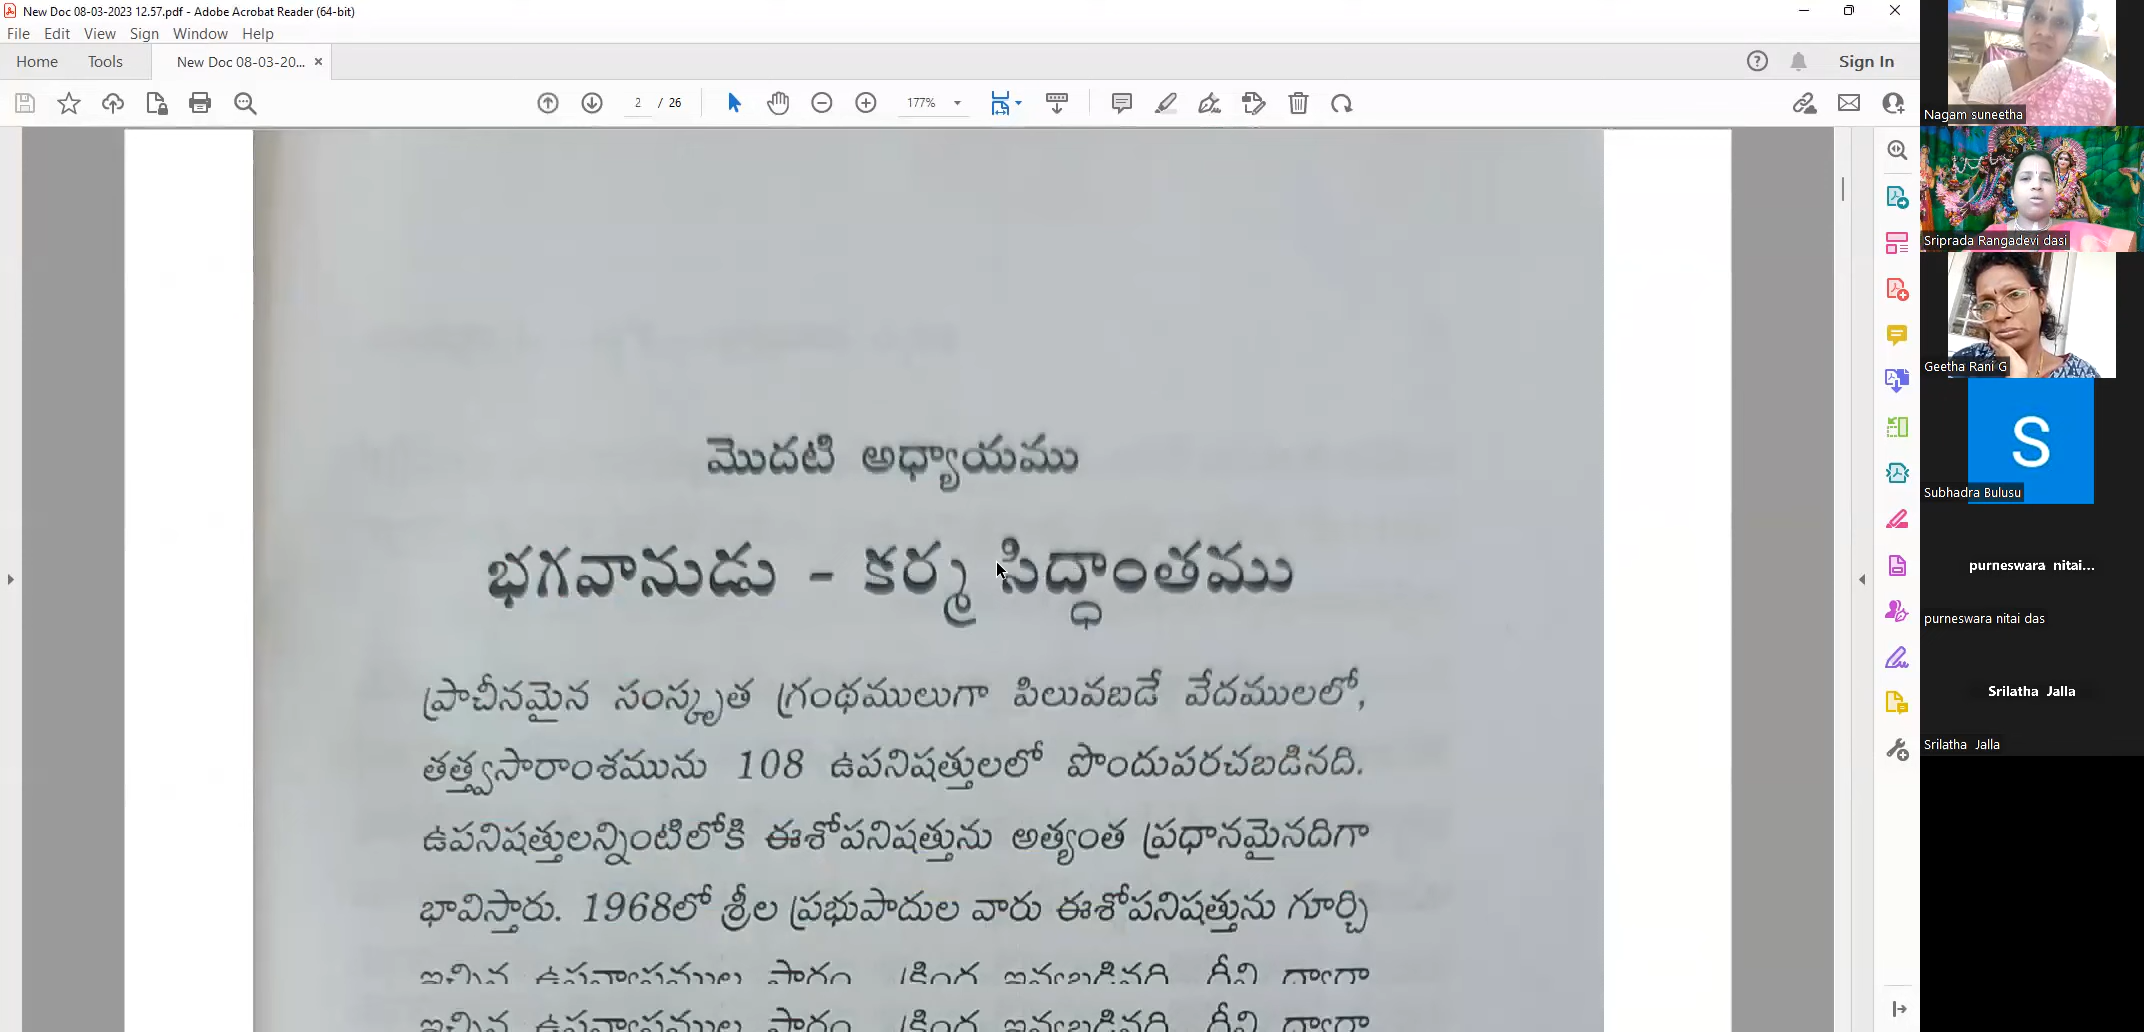 New Doc 08-03-2023 12.57.pdf - Adobe Acrobat Reader (64-bit)
File Edit View Sign Window Help
Home Tools New Doc 08-03-20... × Sign In
2 / 26 177%
మొదటి అధ్యాయము
భగవానుడు - కర్మ సిద్ధాంతము
ప్రాచీనమైన సంస్కృత గ్రంథములుగా పిలువబడే వేదములలో,
తత్త్వసారాంశమును 108 ఉపనిషత్తులలో పొందుపరచబడినది.
ఉపనిషత్తులన్నింటిలోకి ఈశోపనిషత్తును అత్యంత ప్రధానమైనదిగా
భావిస్తారు. 1968లో శ్రీల ప్రభుపాదుల వారు ఈశోపనిషత్తును గూర్చి
Nagam suneetha
Sriprada Rangadevi dasi
Geetha Rani G
S
Subhadra Bulusu
purneswara nitai...
purneswara nitai das
Srilatha Jalla
Srilatha Jalla